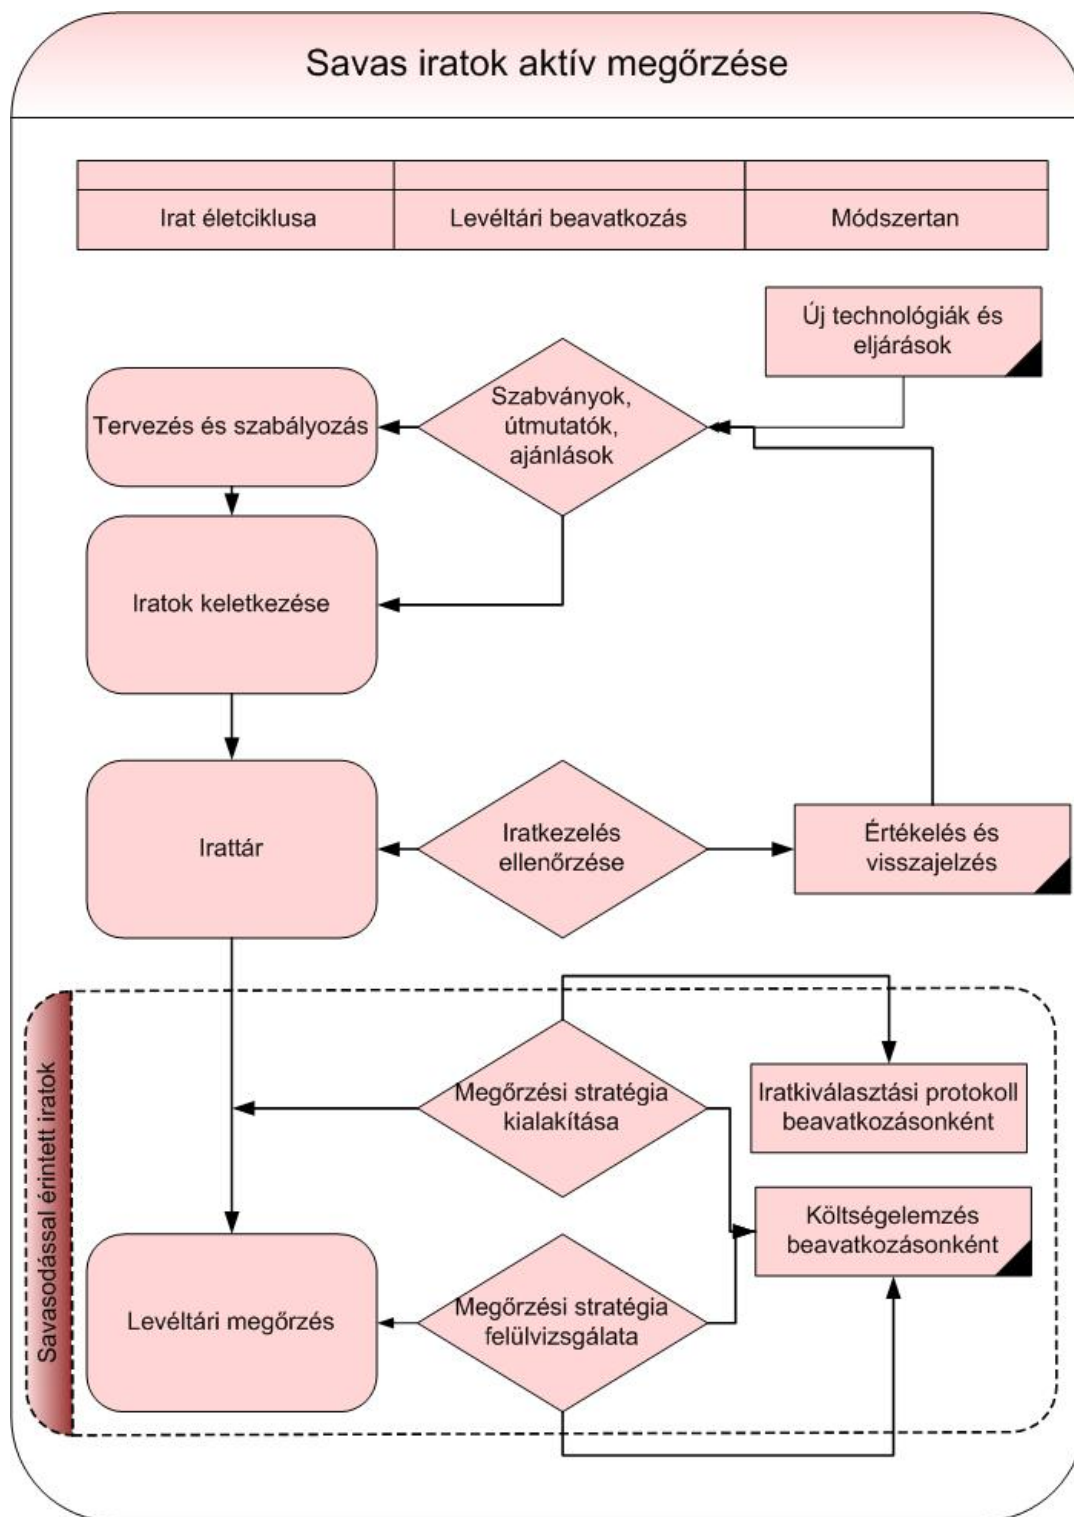 Savas iratok aktív megőrzése
Irat életciklusa
Levéltári beavatkozás
Módszertan
Új technológiák és
eljárások
Szabványok,
útmutatók,
ajánlások
Tervezés és szabályozás
Iratok keletkezése
Irattár
Iratkezelés
ellenőrzése
Értékelés és
visszajelzés
Savasodással érintett iratok
Megőrzési stratégia
kialakítása
Iratkiválasztási protokoll
beavatkozásonként
Költségelemzés
beavatkozásonként
Levéltári megőrzés
Megőrzési stratégia
felülvizsgálata